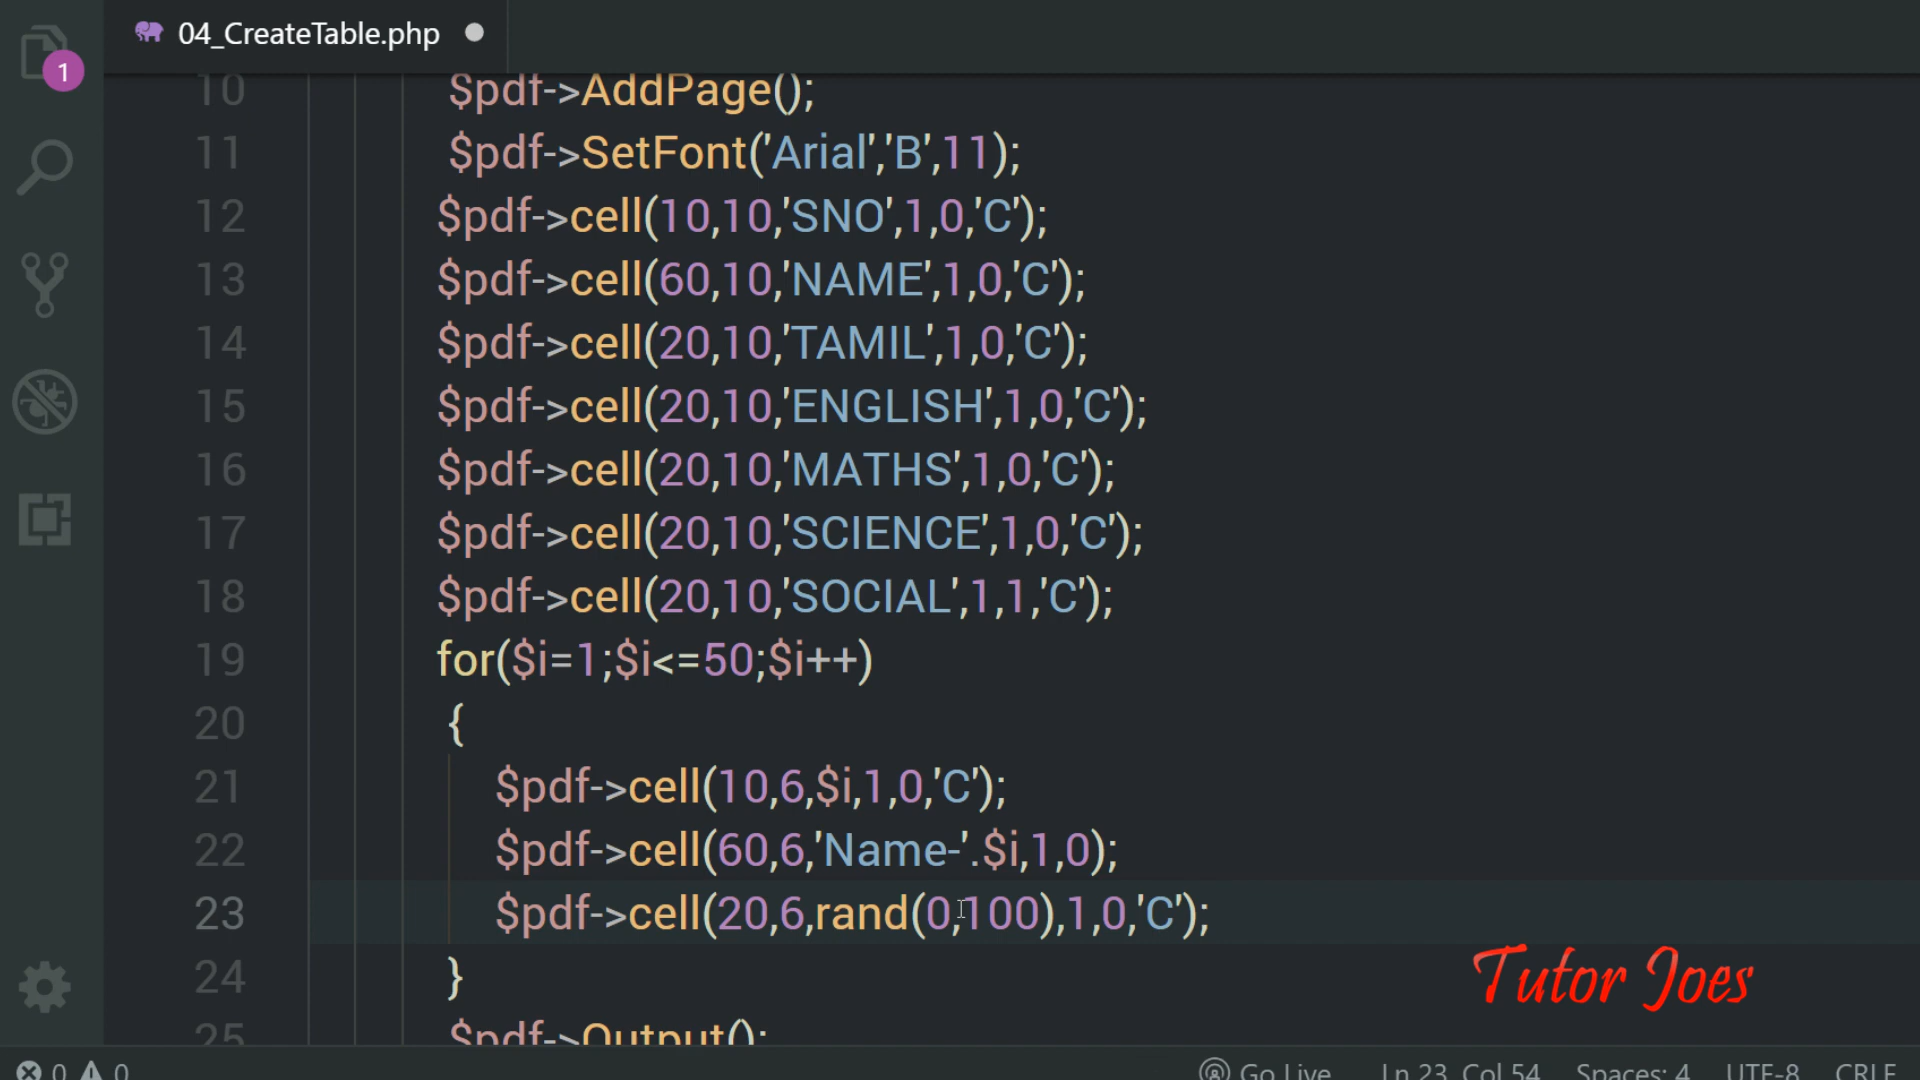 04_CreateTable.php
1
10 $pdf->AddPage();
11 $pdf->SetFont('Arial','B',11);
12 $pdf->cell(10,10,'SNO',1,0,'C');
13 $pdf->cell(60,10,'NAME',1,0,'C');
14 $pdf->cell(20,10,'TAMIL',1,0,'C');
15 $pdf->cell(20,10,'ENGLISH',1,0,'C');
16 $pdf->cell(20,10,'MATHS',1,0,'C');
17 $pdf->cell(20,10,'SCIENCE',1,0,'C');
18 $pdf->cell(20,10,'SOCIAL',1,1,'C');
19 for($i=1;$i<=50;$i++)
20 {
21 $pdf->cell(10,6,$i,1,0,'C');
22 $pdf->cell(60,6,'Name-'.$i,1,0);
23 $pdf->cell(20,6,rand(0,100),1,0,'C');
24 }
25 $pdf->Output();
Tutor Joes
0 0 Go Live Ln 23, Col 54 Spaces: 4 UTF-8 CRLF